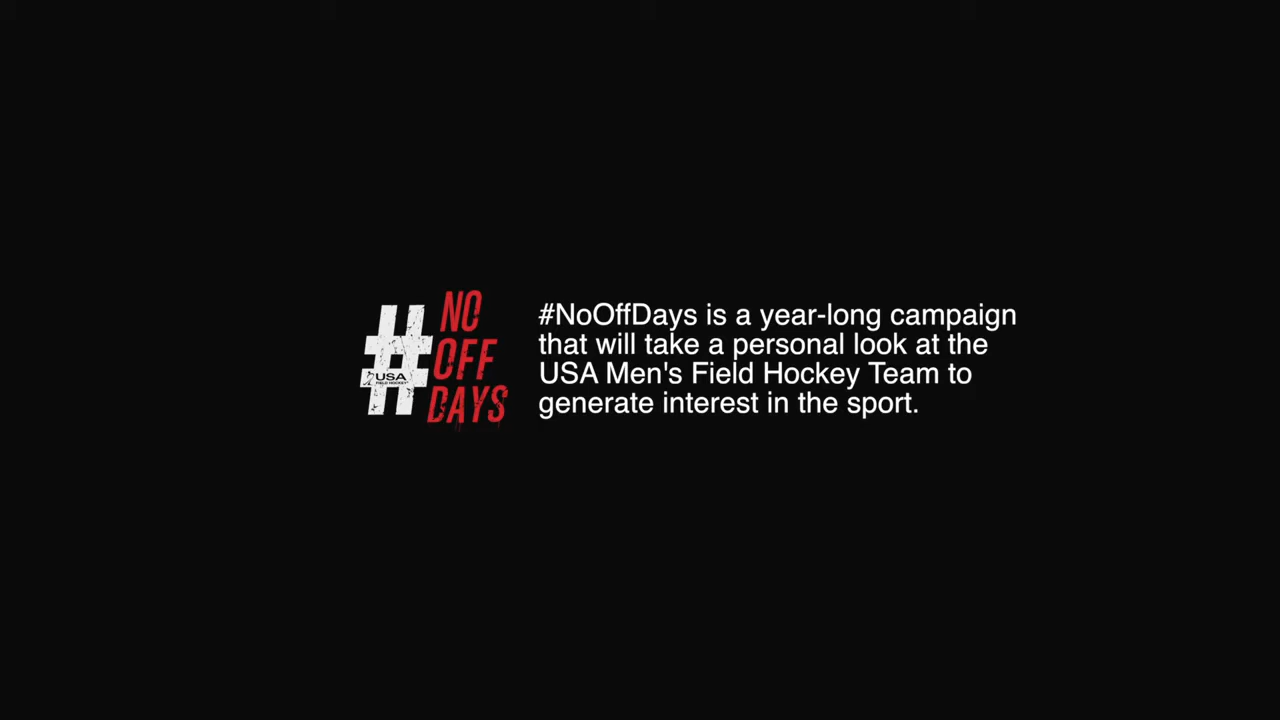 #
NO
OFF
DAYS
USA
FIELD HOCKEY
#NoOffDays is a year-long campaign
that will take a personal look at the
USA Men's Field Hockey Team to
generate interest in the sport.